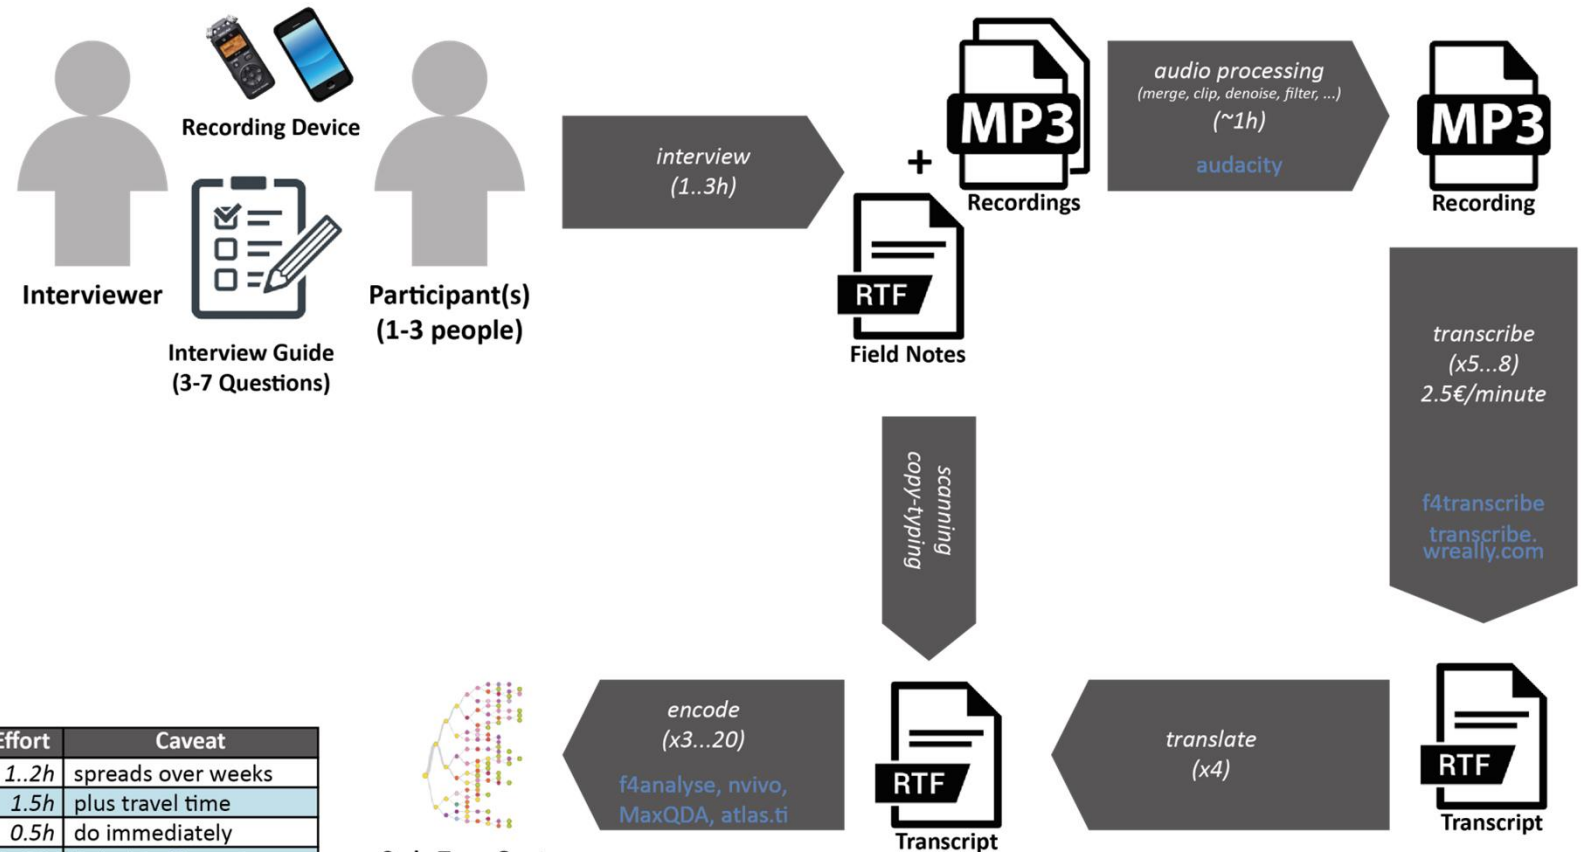 Recording Device
Interviewer
Interview Guide
(3-7 Questions)
Participant(s)
(1-3 people)
interview
(1..3h)
+
MP3
Recordings
RTF
Field Notes
audio processing
(merge, clip, denoise, filter, ...)
(~1h)
audacity
MP3
Recording
transcribe
(x5...8)
2.5€/minute
f4transcribe
transcribe.
wreally.com
scanning
copy-typing
RTF
Transcript
translate
(x4)
RTF
Transcript
encode
(x3...20)
f4analyse, nvivo,
MaxQDA, atlas.ti
Effort Caveat
1..2h spreads over weeks
1.5h plus travel time
0.5h do immediately